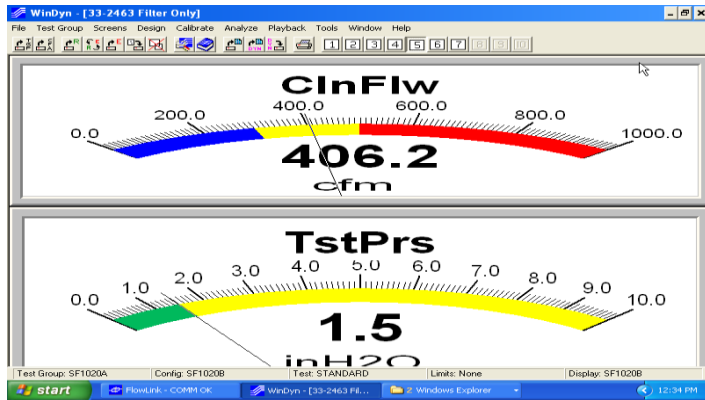 WinDyn - [33-2463 Filter Only]
File Test Group Screens Design Calibrate Analyze Playback Tools Window Help
1 2 3 4 5 6 7 8 9 10
ClnFlw
0.0 200.0 400.0 600.0 800.0 1000.0
406.2
cfm
TstPrs
0.0 1.0 2.0 3.0 4.0 5.0 6.0 7.0 8.0 9.0 10.0
1.5
inH2O
Test Group: SF1020A Config: SF1020B Test: STANDARD Limits: None Display: SF1020B
start FlowLink - COMM OK WinDyn - [33-2463 Fil... 2 Windows Explorer 12:34 PM